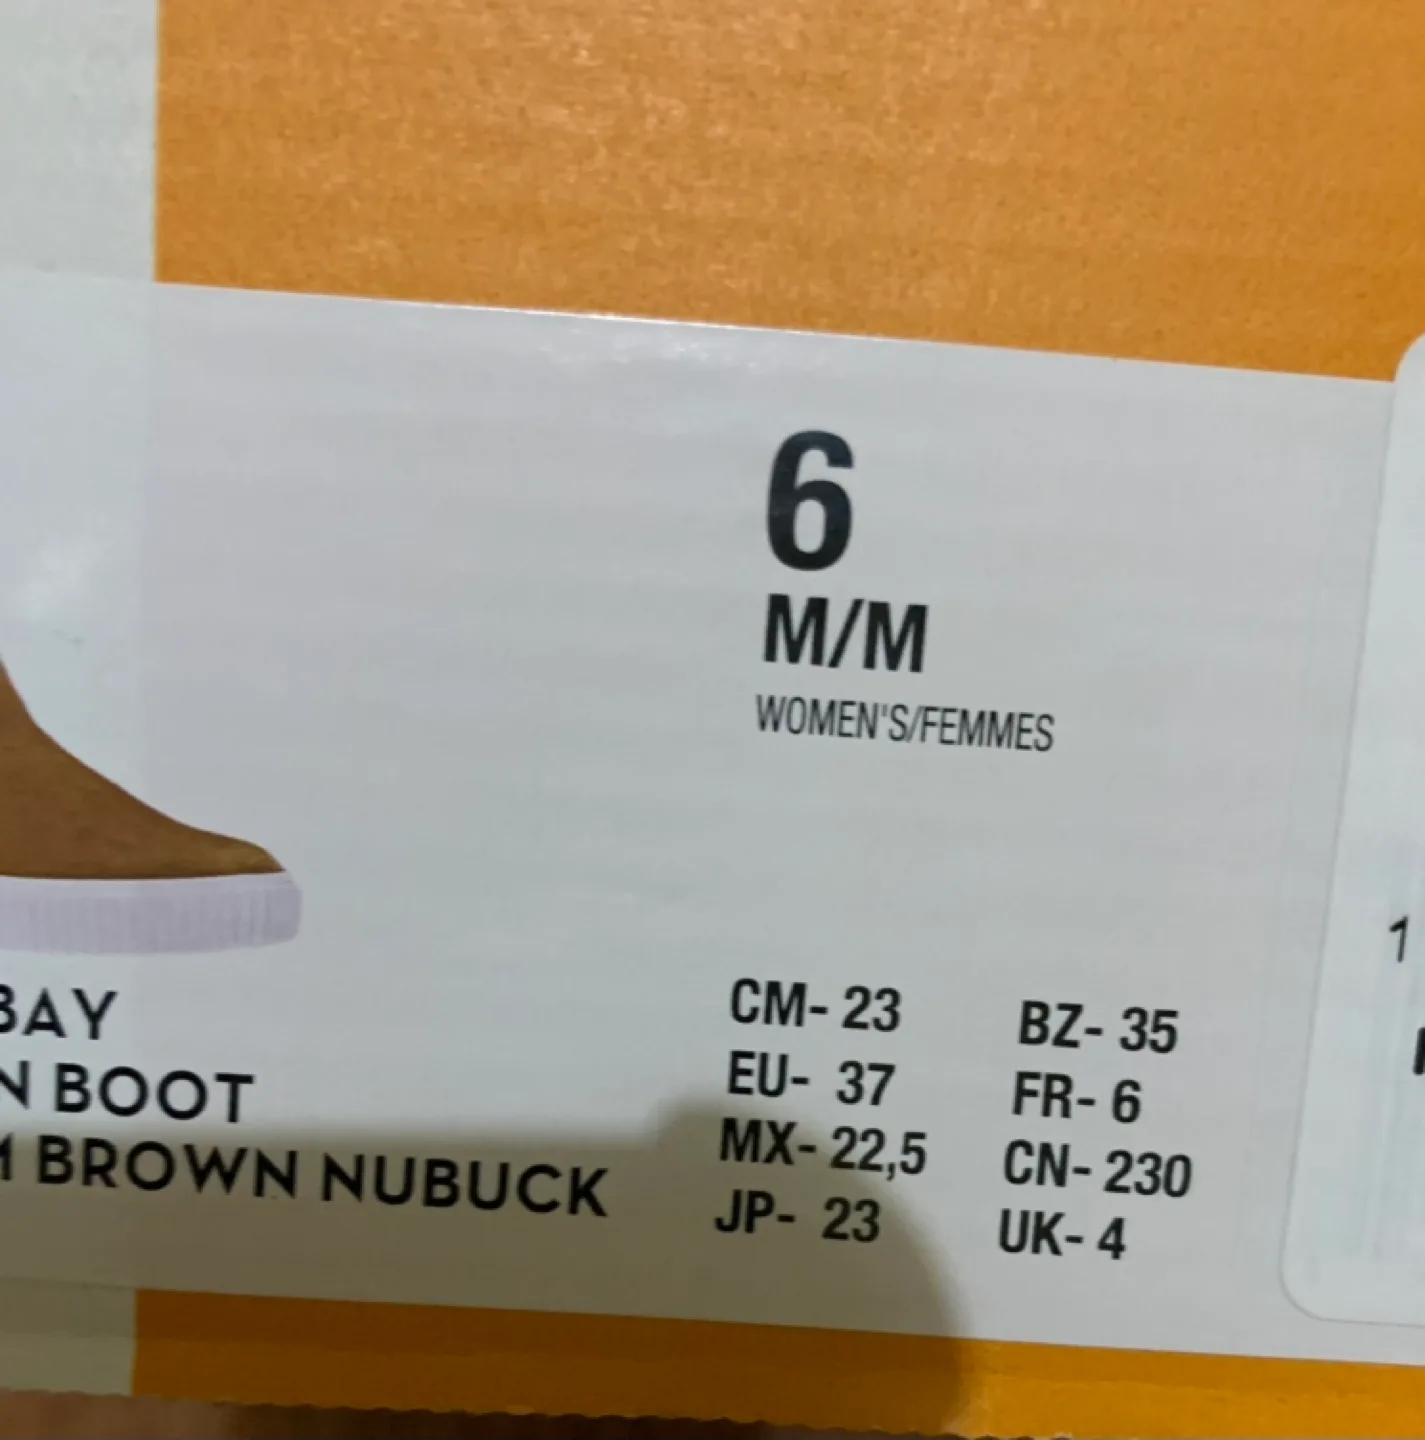 6
M/M
WOMEN'S/FEMMES
BAY
N BOOT
M BROWN NUBUCK
CM- 23
EU- 37
MX- 22,5
JP- 23
BZ- 35
FR- 6
CN- 230
UK- 4
1